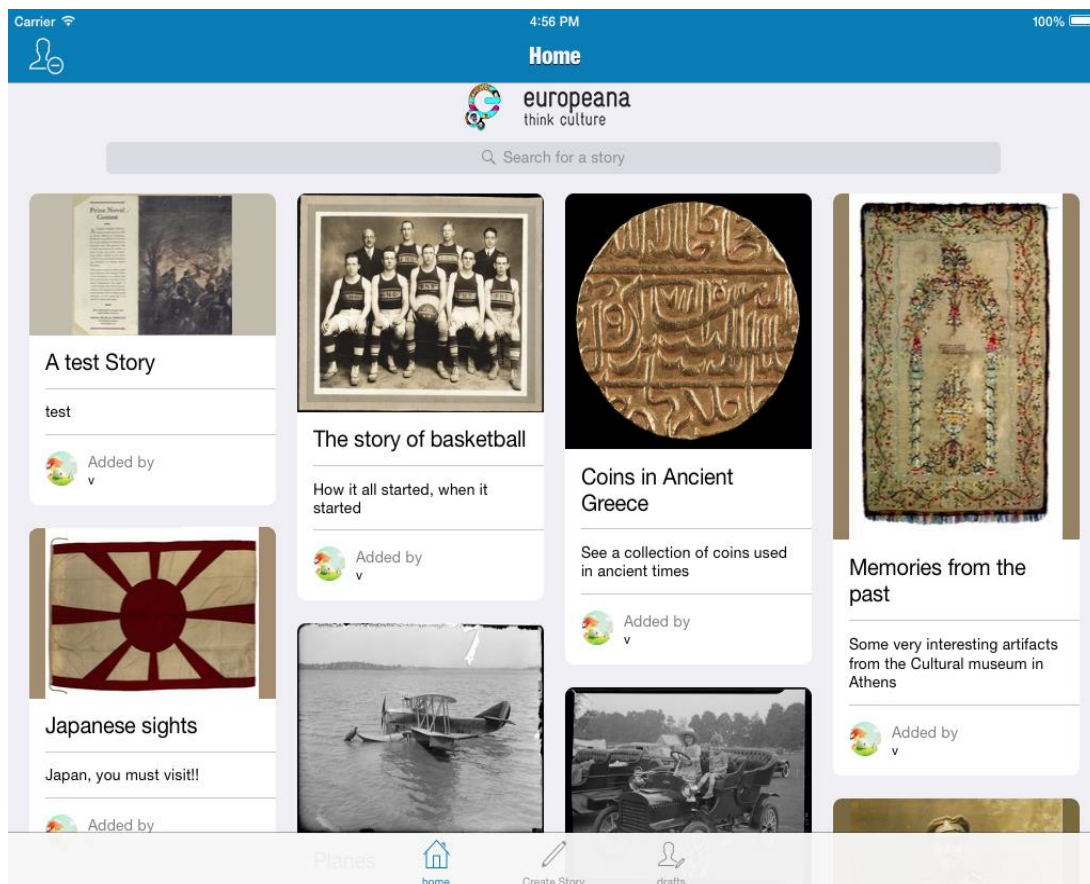 Carrier
4:56 PM
100%
Home
europeana
think culture
Search for a story
Prize Novel
Contest
A test Story
test
Added by
v
Japanese sights
Japan, you must visit!!
Added by
The story of basketball
How it all started, when it
started
Added by
v
Planes
Coins in Ancient
Greece
See a collection of coins used
in ancient times
Added by
v
Memories from the
past
Some very interesting artifacts
from the Cultural museum in
Athens
Added by
v
home
Create Story
drafts